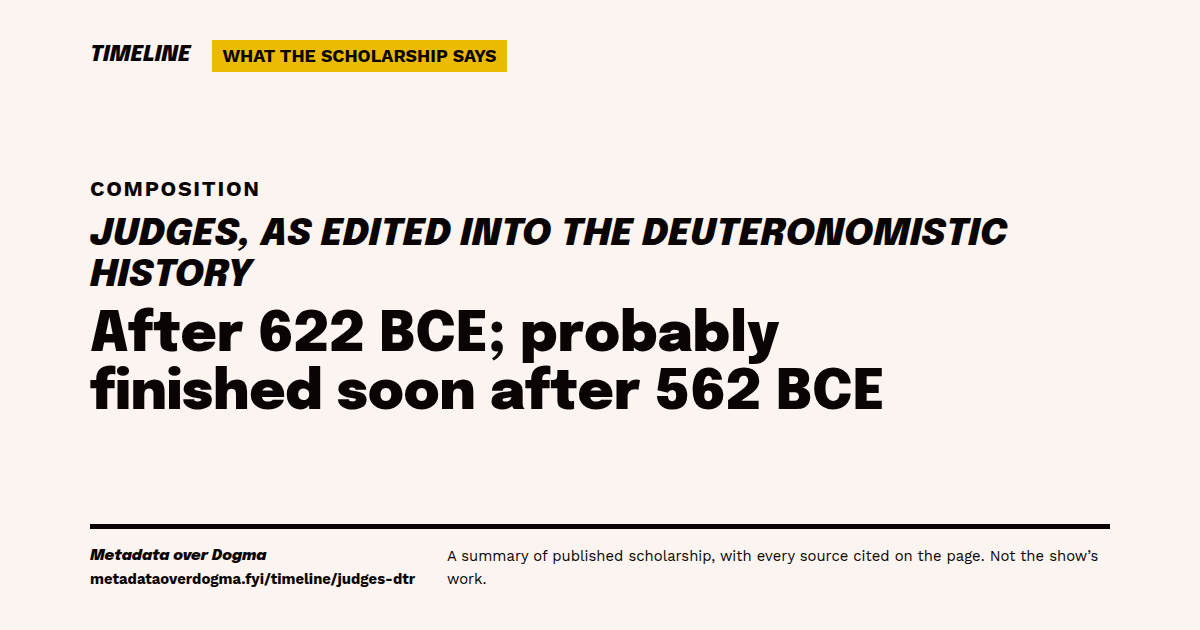 TIMELINE
WHAT THE SCHOLARSHIP SAYS
COMPOSITION
JUDGES, AS EDITED INTO THE DEUTERONOMISTIC
HISTORY
After 622 BCE; probably
finished soon after 562 BCE
Metadata over Dogma
metadataoverdogma.fyi/timeline/judges-dtr
A summary of published scholarship, with every source cited on the page. Not the show’s
work.